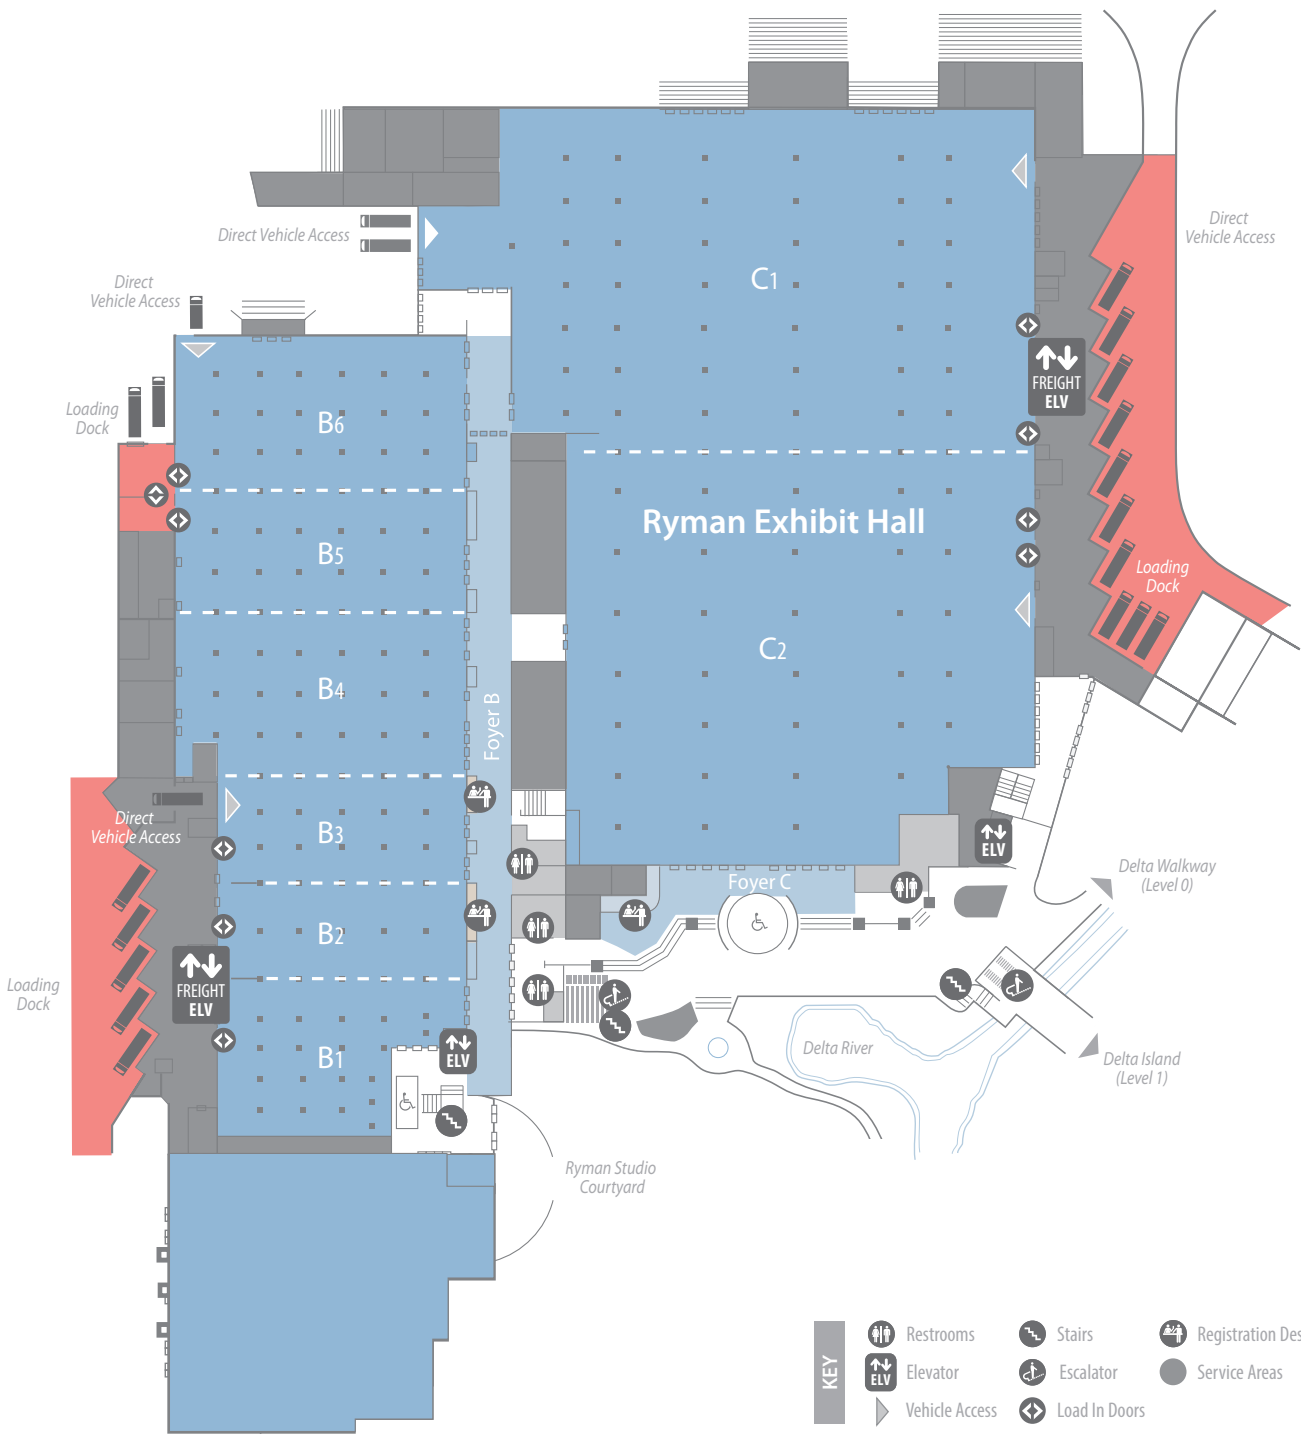 Direct Vehicle Access
Direct
Vehicle Access
Direct
Vehicle Access
C1
FREIGHT
ELV
Loading
Dock
B6
Ryman Exhibit Hall
B5
Loading
Dock
C2
B4
Foyer B
Direct
Vehicle Access
B3
ELV
Delta Walkway
(Level 0)
Foyer C
B2
FREIGHT
ELV
Loading
Dock
B1
ELV
Delta River
Delta Island
(Level 1)
Ryman Studio
Courtyard
KEY
Restrooms
Stairs
Registration Des
ELV
Elevator
Escalator
Service Areas
Vehicle Access
Load In Doors